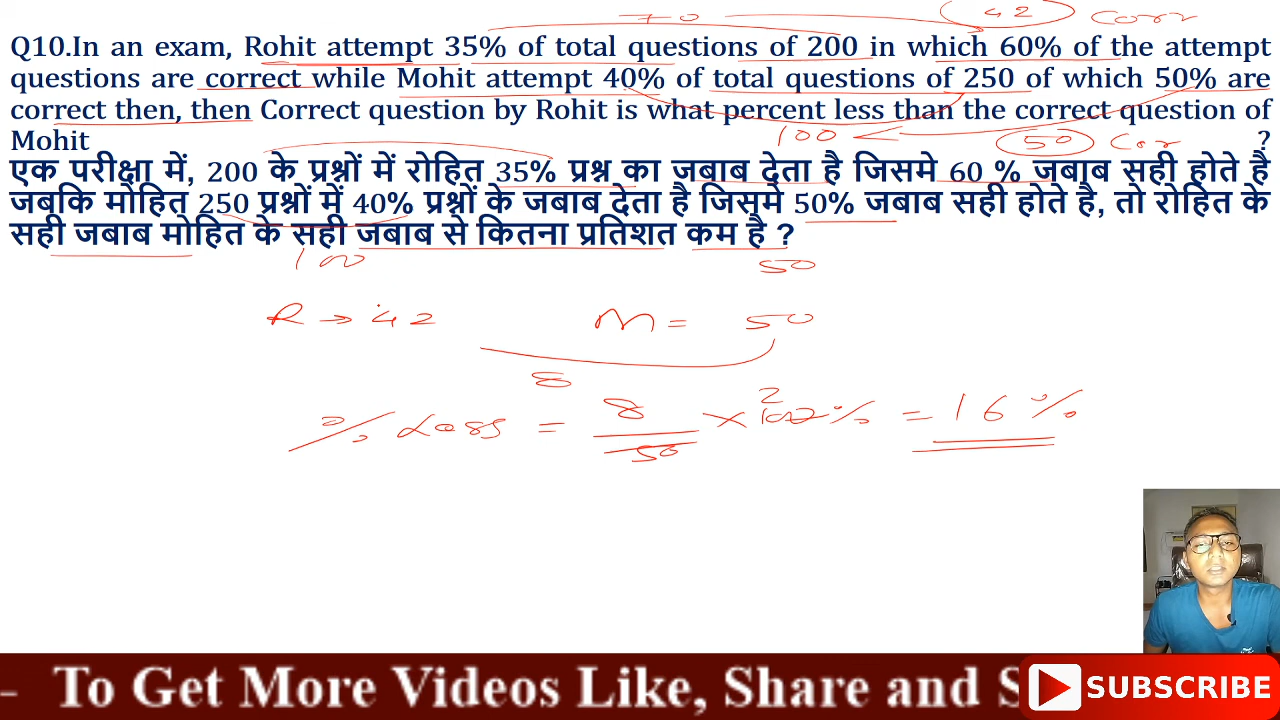 70 42 Corr
Q10.In an exam, Rohit attempt 35% of total questions of 200 in which 60% of the attempt
questions are correct while Mohit attempt 40% of total questions of 250 of which 50% are
correct then, then Correct question by Rohit is what percent less than the correct question of
Mohit ?
100 50 Cor
एक परीक्षा में, 200 के प्रश्नों में रोहित 35% प्रश्न का जबाब देता है जिसमे 60 % जबाब सही होते है
जबकि मोहित 250 प्रश्नों में 40% प्रश्नों के जबाब देता है जिसमे 50% जबाब सही होते है, तो रोहित के
सही जबाब मोहित के सही जबाब से कितना प्रतिशत कम है ?
100 50
R → 42 M = 50
8
% Loss = 8/50 × 100% = 16%
2
- To Get More Videos Like, Share and S
SUBSCRIBE